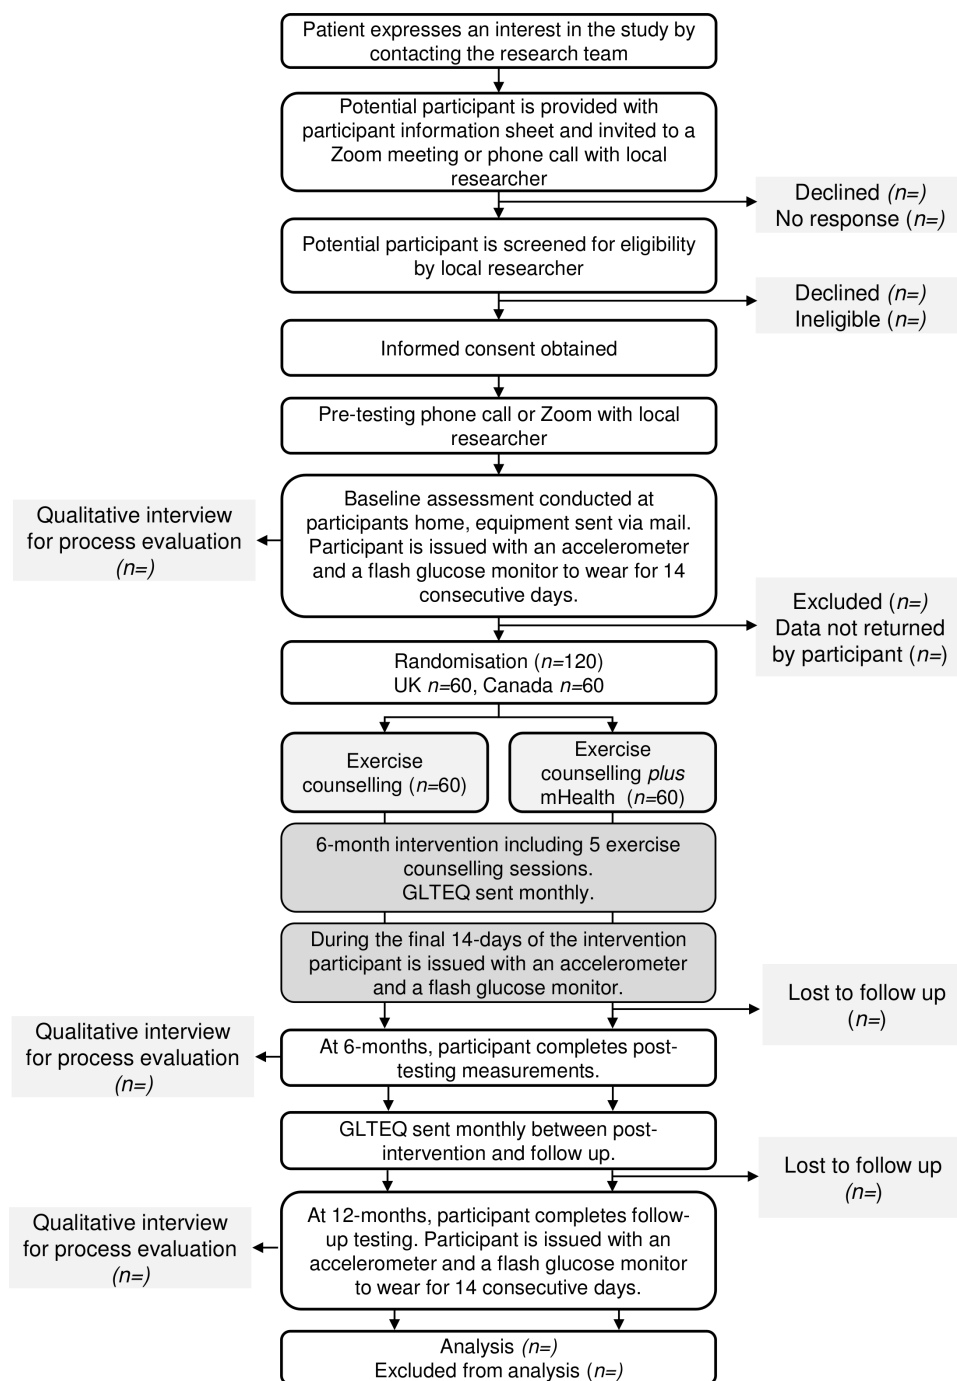 Patient expresses an interest in the study by
contacting the research team
Potential participant is provided with
participant information sheet and invited to a
Zoom meeting or phone call with local
researcher
Declined (n=)
No response (n=)
Potential participant is screened for eligibility
by local researcher
Declined (n=)
Ineligible (n=)
Informed consent obtained
Pre-testing phone call or Zoom with local
researcher
Baseline assessment conducted at
participants home, equipment sent via mail.
Participant is issued with an accelerometer
and a flash glucose monitor to wear for 14
consecutive days.
Qualitative interview
for process evaluation
(n=)
Excluded (n=)
Data not returned
by participant (n=)
Randomisation (n=120)
UK n=60, Canada n=60
Exercise
counselling (n=60)
Exercise
counselling plus
mHealth (n=60)
6-month intervention including 5 exercise
counselling sessions.
GLTEQ sent monthly.
During the final 14-days of the intervention
participant is issued with an accelerometer
and a flash glucose monitor.
Lost to follow up
(n=)
Qualitative interview
for process evaluation
(n=)
At 6-months, participant completes post-
testing measurements.
GLTEQ sent monthly between post-
intervention and follow up.
Lost to follow up
(n=)
Qualitative interview
for process evaluation
(n=)
At 12-months, participant completes follow-
up testing. Participant is issued with an
accelerometer and a flash glucose monitor
to wear for 14 consecutive days.
Analysis (n=)
Excluded from analysis (n=)